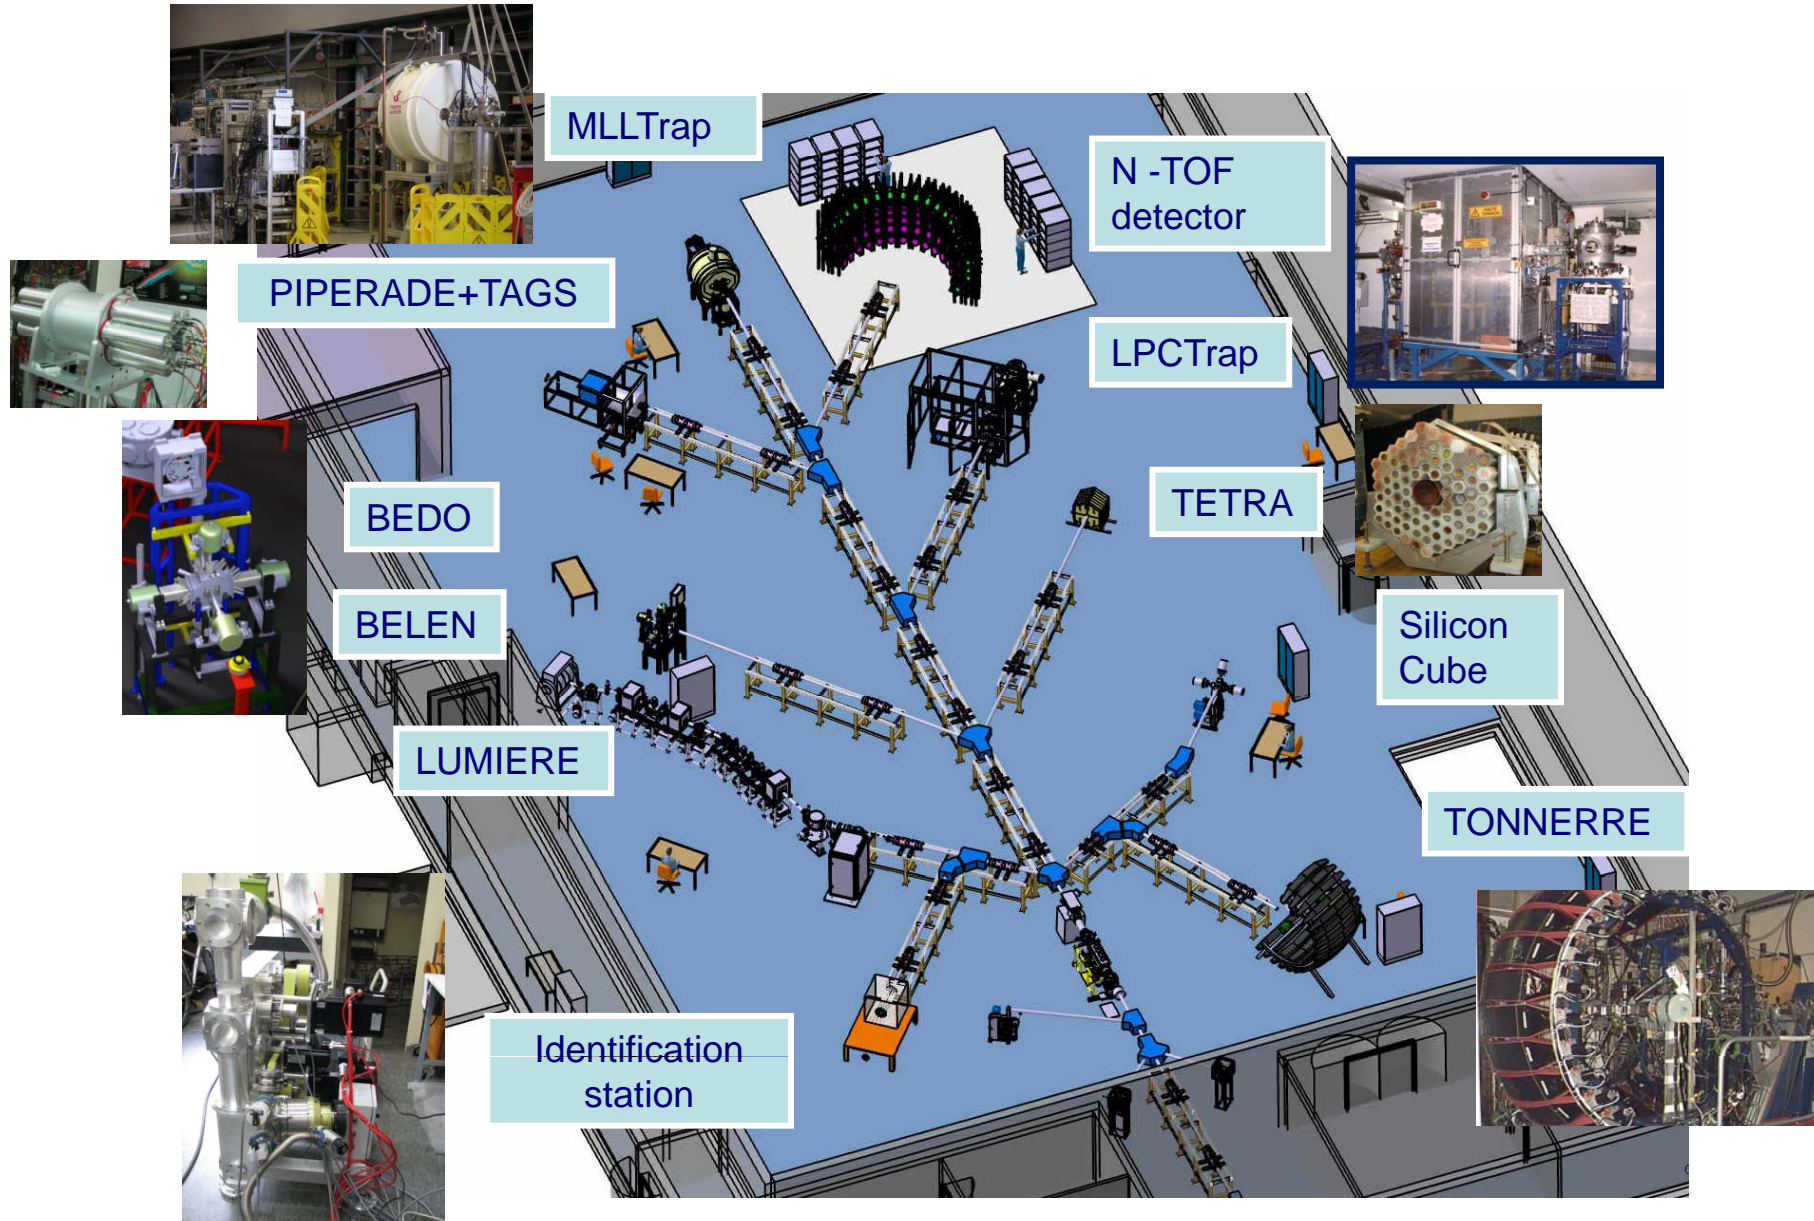 MLLTrap
N -TOF
detector
PIPERADE+TAGS
LPCTrap
TETRA
BEDO
BELEN
Silicon
Cube
LUMIERE
TONNERRE
Identification
station